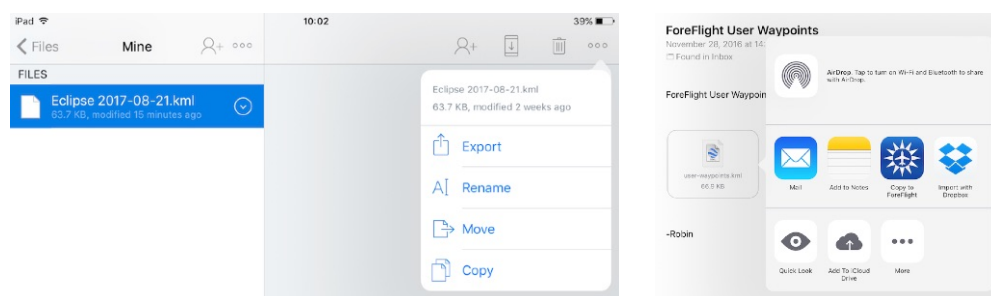 iPad
10:02
39%
Files
Mine
FILES
Eclipse 2017-08-21.kml
63.7 KB, modified 15 minutes ago
Eclipse 2017-08-21.kml
63.7 KB, modified 2 weeks ago
Export
Rename
Move
Copy
ForeFlight User Waypoints
November 28, 2016 at 14:
Found in Inbox
AirDrop. Tap to turn on Wi-Fi and Bluetooth to share
with AirDrop.
ForeFlight User Waypoin
user-waypoints.kml
66.9 KB
Mail
Add to Notes
Copy to
ForeFlight
Import with
Dropbox
-Robin
Quick Look
Add To iCloud
Drive
More